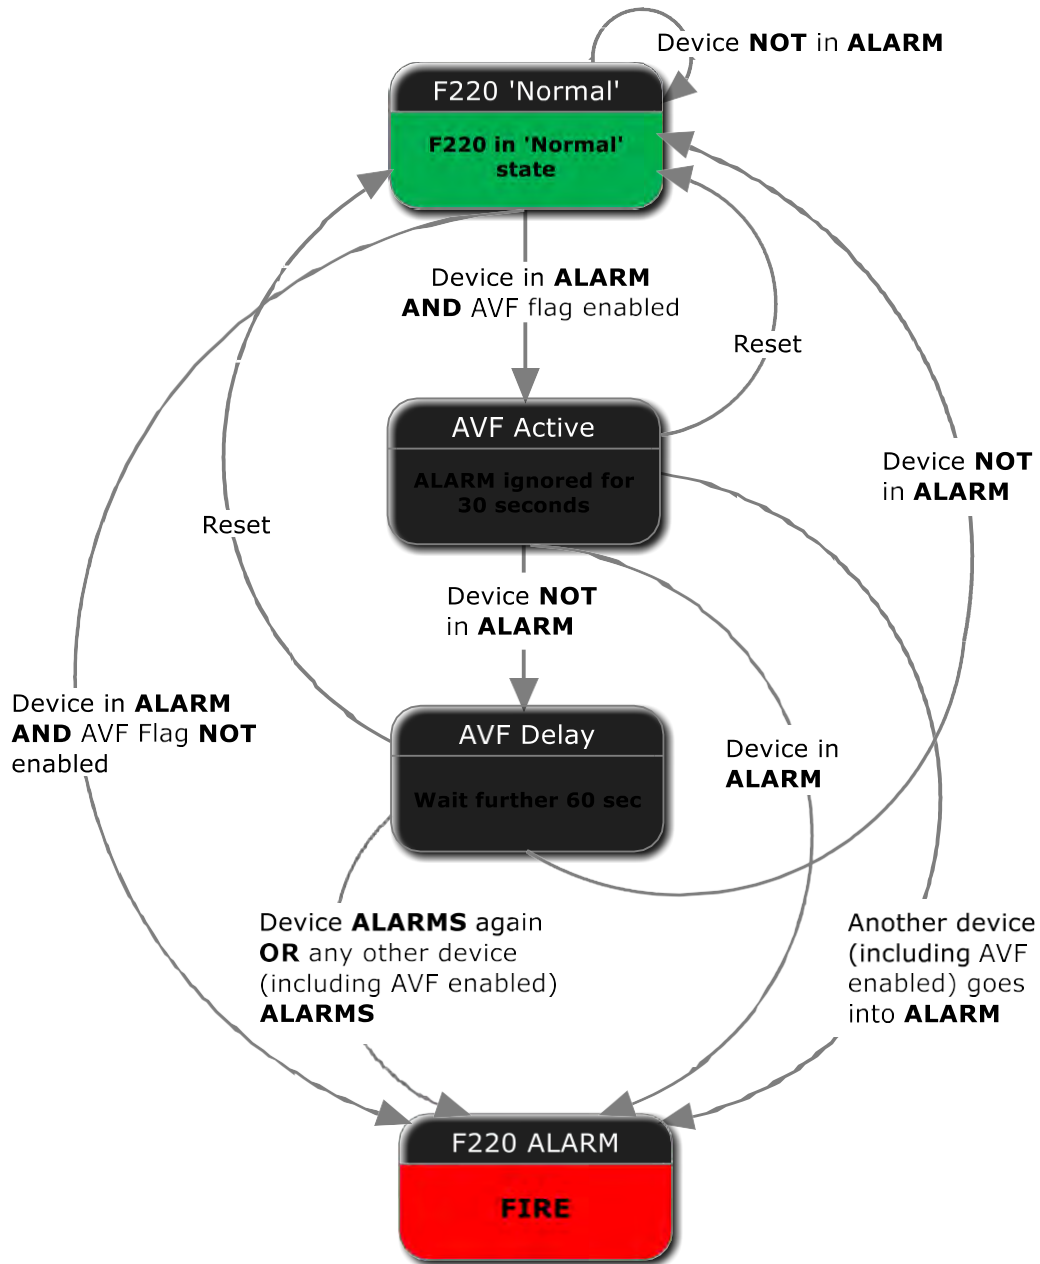 Device NOT in ALARM
F220 'Normal'
F220 in 'Normal'
state
Device in ALARM
AND AVF flag enabled
Reset
AVF Active
ALARM ignored for
30 seconds
Device NOT
in ALARM
Reset
Device NOT
in ALARM
Device in ALARM
AND AVF Flag NOT
enabled
AVF Delay
Wait further 60 sec
Device in
ALARM
Device ALARMS again
OR any other device
(including AVF enabled)
ALARMS
Another device
(including AVF
enabled) goes
into ALARM
F220 ALARM
FIRE